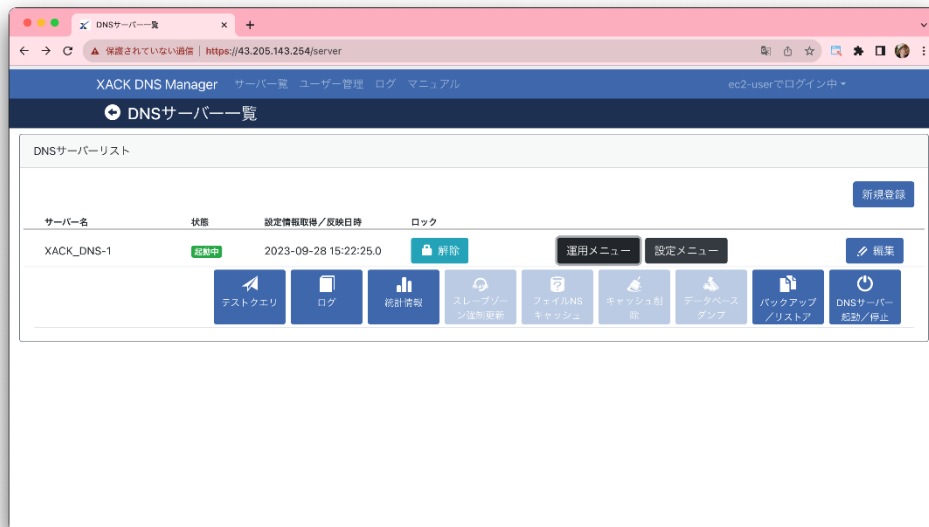 DNSサーバー一覧
保護されていない通信 | https://43.205.143.254/server
XACK DNS Manager サーバー一覧 ユーザー管理 ログ マニュアル ec2-userでログイン中
DNSサーバー一覧
DNSサーバーリスト
新規登録
サーバー名 状態 設定情報取得／反映日時 ロック
XACK_DNS-1 起動中 2023-09-28 15:22:25.0 解除 運用メニュー 設定メニュー 編集
テストクエリ ログ 統計情報 スレーブゾーン強制更新 フェイルNSキャッシュ キャッシュ削除 データベースダンプ バックアップ／リストア DNSサーバー起動／停止